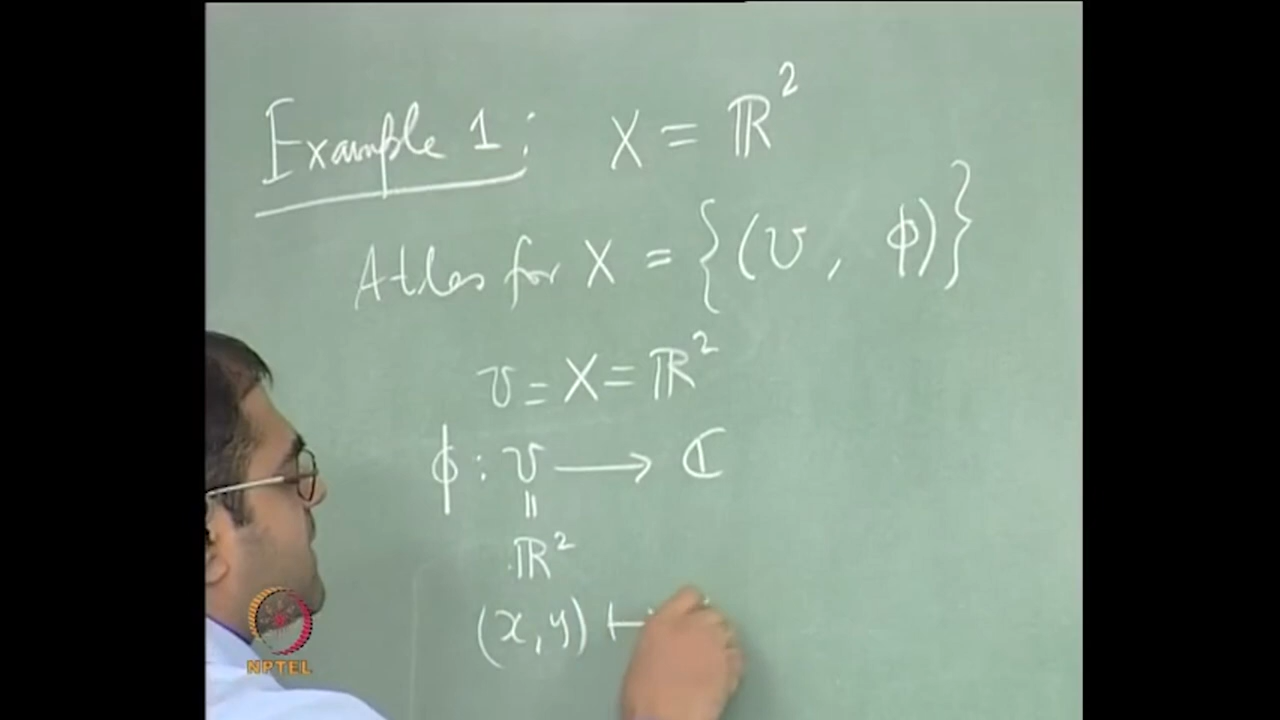 Example 1: X = ℝ²
Atlas for X = {(U, ϕ)}
U = X = ℝ²
ϕ : U ⟶ ℂ
||
ℝ²
(x, y) ↦
NPTEL